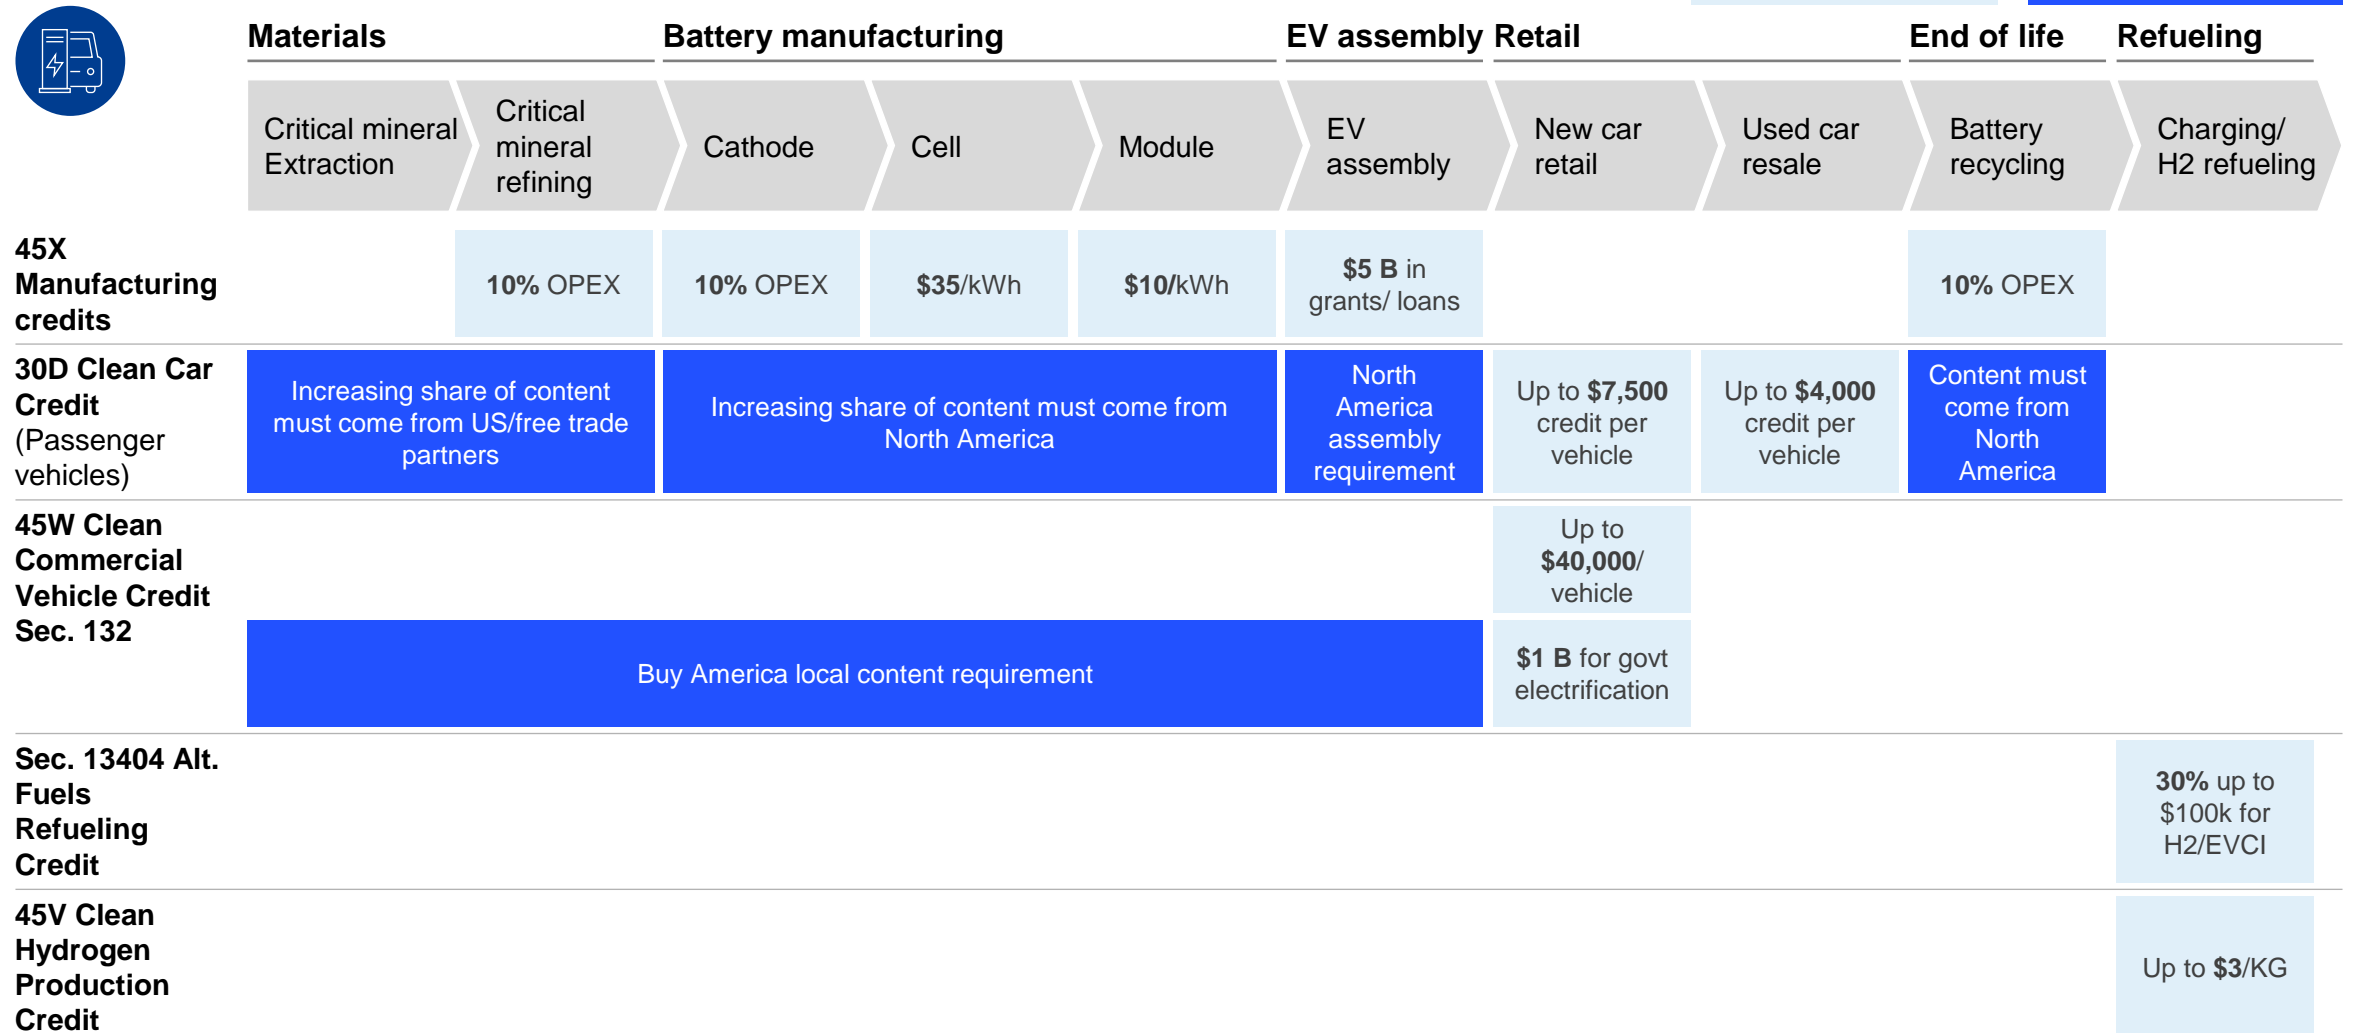 Materials
Battery manufacturing
EV assembly
Retail
End of life
Refueling
Critical mineral
Extraction
Critical
mineral
refining
Cathode
Cell
Module
EV
assembly
New car
retail
Used car
resale
Battery
recycling
Charging/
H2 refueling
45X
Manufacturing
credits
10% OPEX
10% OPEX
$35/kWh
$10/kWh
$5 B in
grants/ loans
10% OPEX
30D Clean Car
Credit
(Passenger
vehicles)
Increasing share of content
must come from US/free trade
partners
Increasing share of content must come from
North America
North
America
assembly
requirement
Up to $7,500
credit per
vehicle
Up to $4,000
credit per
vehicle
Content must
come from
North
America
45W Clean
Commercial
Vehicle Credit
Sec. 132
Up to
$40,000/
vehicle
Buy America local content requirement
$1 B for govt
electrification
Sec. 13404 Alt.
Fuels
Refueling
Credit
30% up to
$100k for
H2/EVCI
45V Clean
Hydrogen
Production
Credit
Up to $3/KG